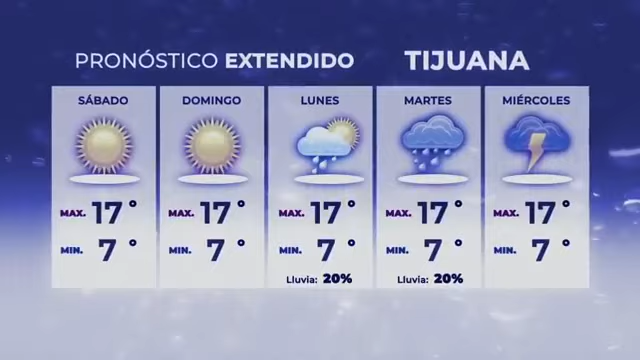 PRONÓSTICO EXTENDIDO TIJUANA
SÁBADO DOMINGO LUNES MARTES MIÉRCOLES
MAX. 17° MAX. 17° MAX. 17° MAX. 17° MAX. 17°
MIN. 7° MIN. 7° MIN. 7° MIN. 7° MIN. 7°
Lluvia: 20% Lluvia: 20%